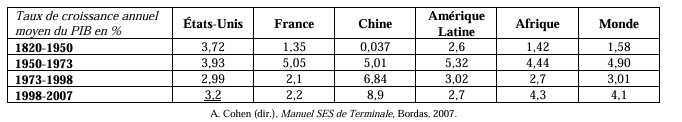 Taux de croissance annuel moyen du PIB en % États-Unis France Chine Amérique Latine Afrique Monde
1820-1950 3,72 1,35 0,037 2,6 1,42 1,58
1950-1973 3,93 5,05 5,01 5,32 4,44 4,90
1973-1998 2,99 2,1 6,84 3,02 2,7 3,01
1998-2007 3,2 2,2 8,9 2,7 4,3 4,1
A. Cohen (dir.), Manuel SES de Terminale, Bordas, 2007.